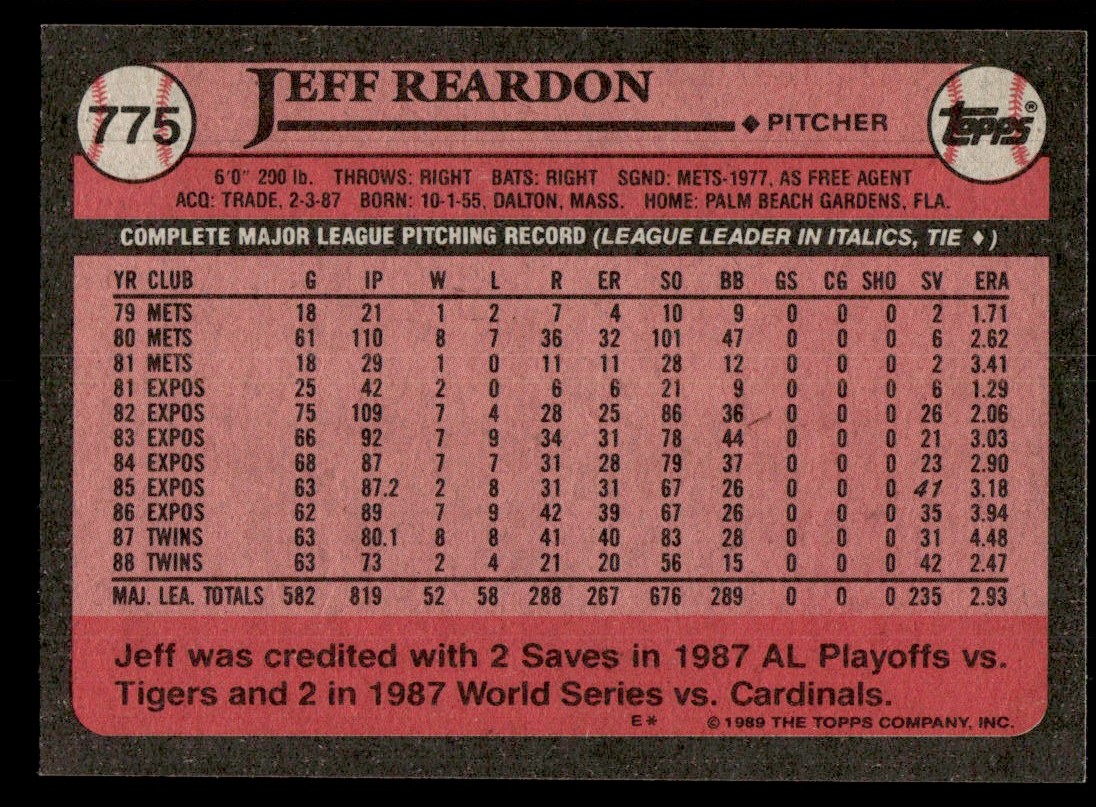 775
JEFF REARDON
◆ PITCHER
topps®
6'0" 200 lb. THROWS: RIGHT BATS: RIGHT SGND: METS-1977, AS FREE AGENT
ACQ: TRADE, 2-3-87 BORN: 10-1-55, DALTON, MASS. HOME: PALM BEACH GARDENS, FLA.
COMPLETE MAJOR LEAGUE PITCHING RECORD (LEAGUE LEADER IN ITALICS, TIE ♦)
YR CLUB G IP W L R ER SO BB GS CG SHO SV ERA
79 METS 18 21 1 2 7 4 10 9 0 0 0 2 1.71
80 METS 61 110 8 7 36 32 101 47 0 0 0 6 2.62
81 METS 18 29 1 0 11 11 28 12 0 0 0 2 3.41
81 EXPOS 25 42 2 0 6 6 21 9 0 0 0 6 1.29
82 EXPOS 75 109 7 4 28 25 86 36 0 0 0 26 2.06
83 EXPOS 66 92 7 9 34 31 78 44 0 0 0 21 3.03
84 EXPOS 68 87 7 7 31 28 79 37 0 0 0 23 2.90
85 EXPOS 63 87.2 2 8 31 31 67 26 0 0 0 41 3.18
86 EXPOS 62 89 7 9 42 39 67 26 0 0 0 35 3.94
87 TWINS 63 80.1 8 8 41 40 83 28 0 0 0 31 4.48
88 TWINS 63 73 2 4 21 20 56 15 0 0 0 42 2.47
MAJ. LEA. TOTALS 582 819 52 58 288 267 676 289 0 0 0 235 2.93
Jeff was credited with 2 Saves in 1987 AL Playoffs vs.
Tigers and 2 in 1987 World Series vs. Cardinals.
E* © 1989 THE TOPPS COMPANY, INC.